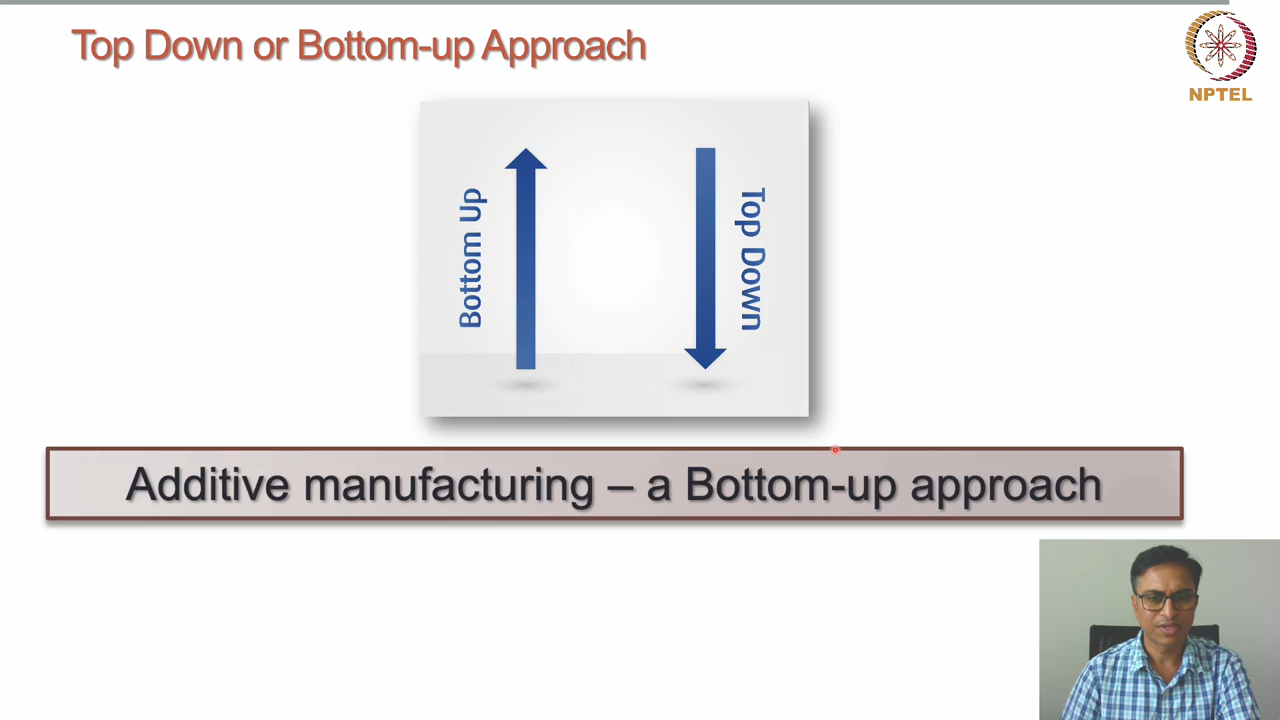 Top Down or Bottom-up Approach
NPTEL
Bottom Up
Top Down
Additive manufacturing – a Bottom-up approach